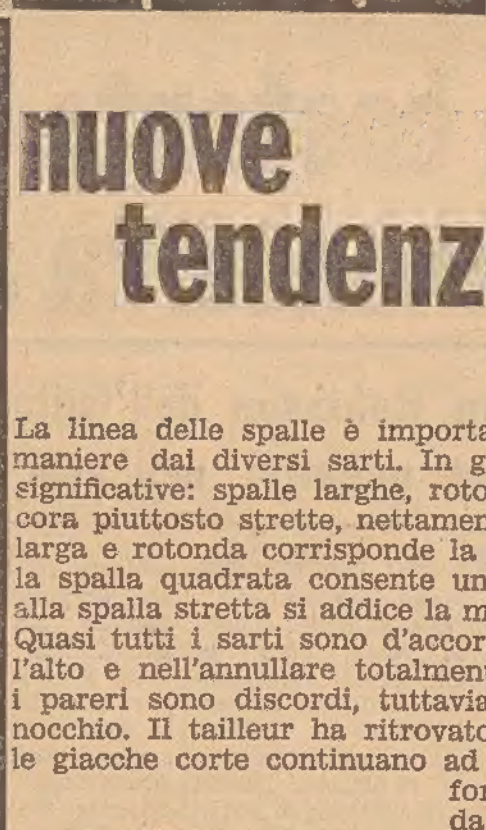 nuove
tendenz
La linea delle spalle è importa
maniere dai diversi sarti. In g
significative: spalle larghe, roto
cora piuttosto strette, nettamen
larga e rotonda corrisponde la
la spalla quadrata consente un
alla spalla stretta si addice la m
Quasi tutti i sarti sono d'accor
l'alto e nell'annullare totalmen
i pareri sono discordi, tuttavia
nocchio. Il tailleur ha ritrovato
le giacche corte continuano ad
for
da